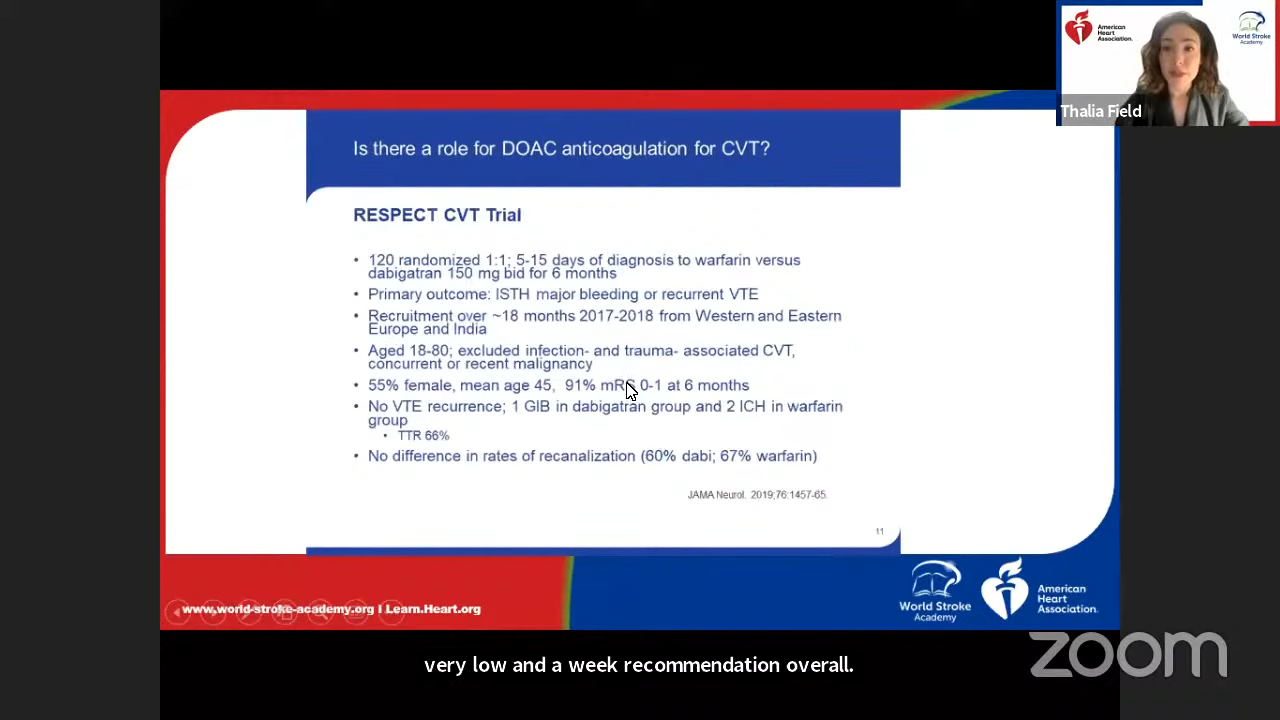 American
Heart
Association.
World Stroke
Academy
Thalia Field
Is there a role for DOAC anticoagulation for CVT?
RESPECT CVT Trial
• 120 randomized 1:1; 5-15 days of diagnosis to warfarin versus
dabigatran 150 mg bid for 6 months
• Primary outcome: ISTH major bleeding or recurrent VTE
• Recruitment over ~18 months 2017-2018 from Western and Eastern
Europe and India
• Aged 18-80; excluded infection- and trauma- associated CVT,
concurrent or recent malignancy
• 55% female, mean age 45, 91% mRS 0-1 at 6 months
• No VTE recurrence; 1 GIB in dabigatran group and 2 ICH in warfarin
group
• TTR 66%
• No difference in rates of recanalization (60% dabi; 67% warfarin)
JAMA Neurol. 2019;76:1457-65.
11
www.world-stroke-academy.org I Learn.Heart.org
World Stroke
Academy
American
Heart
Association.
very low and a week recommendation overall.
zoom